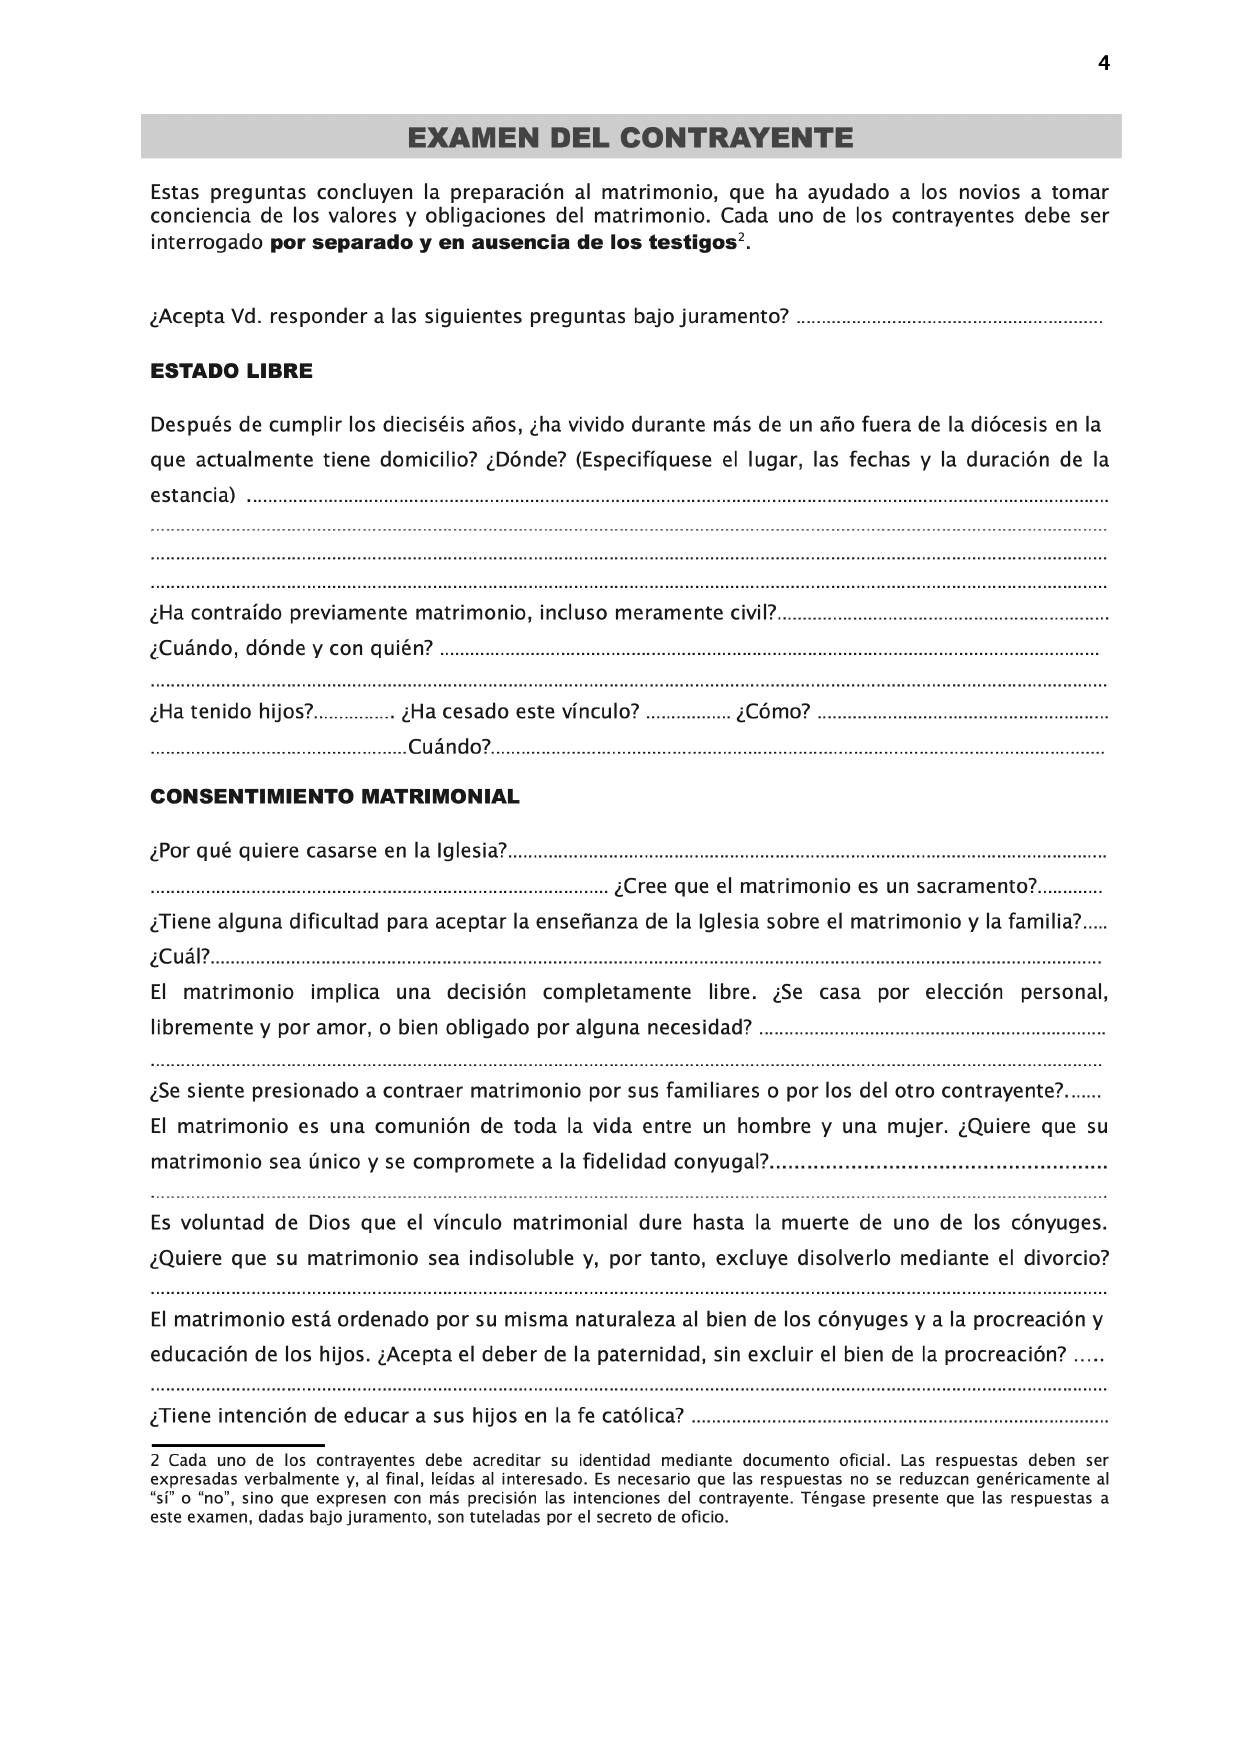 4
EXAMEN DEL CONTRAYENTE
Estas preguntas concluyen la preparación al matrimonio, que ha ayudado a los novios a tomar
conciencia de los valores y obligaciones del matrimonio. Cada uno de los contrayentes debe ser
interrogado por separado y en ausencia de los testigos2.
¿Acepta Vd. responder a las siguientes preguntas bajo juramento? ............................................................
ESTADO LIBRE
Después de cumplir los dieciséis años, ¿ha vivido durante más de un año fuera de la diócesis en la
que actualmente tiene domicilio? ¿Dónde? (Especifíquese el lugar, las fechas y la duración de la
estancia) ..........................................................................................
..........................................................................................
..........................................................................................
..........................................................................................
¿Ha contraído previamente matrimonio, incluso meramente civil?..................................................................
¿Cuándo, dónde y con quién? ..........................................................................................
..........................................................................................
¿Ha tenido hijos?................ ¿Ha cesado este vínculo? ................. ¿Cómo? ..........................................................
...................................................Cuándo?..........................................................................................
CONSENTIMIENTO MATRIMONIAL
¿Por qué quiere casarse en la Iglesia?..........................................................................................
........................................................................................... ¿Cree que el matrimonio es un sacramento?.............
¿Tiene alguna dificultad para aceptar la enseñanza de la Iglesia sobre el matrimonio y la familia?.....
¿Cuál?..........................................................................................
El matrimonio implica una decisión completamente libre. ¿Se casa por elección personal,
libremente y por amor, o bien obligado por alguna necesidad? .....................................................................
..........................................................................................
¿Se siente presionado a contraer matrimonio por sus familiares o por los del otro contrayente?.......
El matrimonio es una comunión de toda la vida entre un hombre y una mujer. ¿Quiere que su
matrimonio sea único y se compromete a la fidelidad conyugal?......................................................
..........................................................................................
Es voluntad de Dios que el vínculo matrimonial dure hasta la muerte de uno de los cónyuges.
¿Quiere que su matrimonio sea indisoluble y, por tanto, excluye disolverlo mediante el divorcio?
..........................................................................................
El matrimonio está ordenado por su misma naturaleza al bien de los cónyuges y a la procreación y
educación de los hijos. ¿Acepta el deber de la paternidad, sin excluir el bien de la procreación? …..
..........................................................................................
¿Tiene intención de educar a sus hijos en la fe católica? ...................................................................................
2 Cada uno de los contrayentes debe acreditar su identidad mediante documento oficial. Las respuestas deben ser
expresadas verbalmente y, al final, leídas al interesado. Es necesario que las respuestas no se reduzcan genéricamente al
“sí” o “no”, sino que expresen con más precisión las intenciones del contrayente. Téngase presente que las respuestas a
este examen, dadas bajo juramento, son tuteladas por el secreto de oficio.